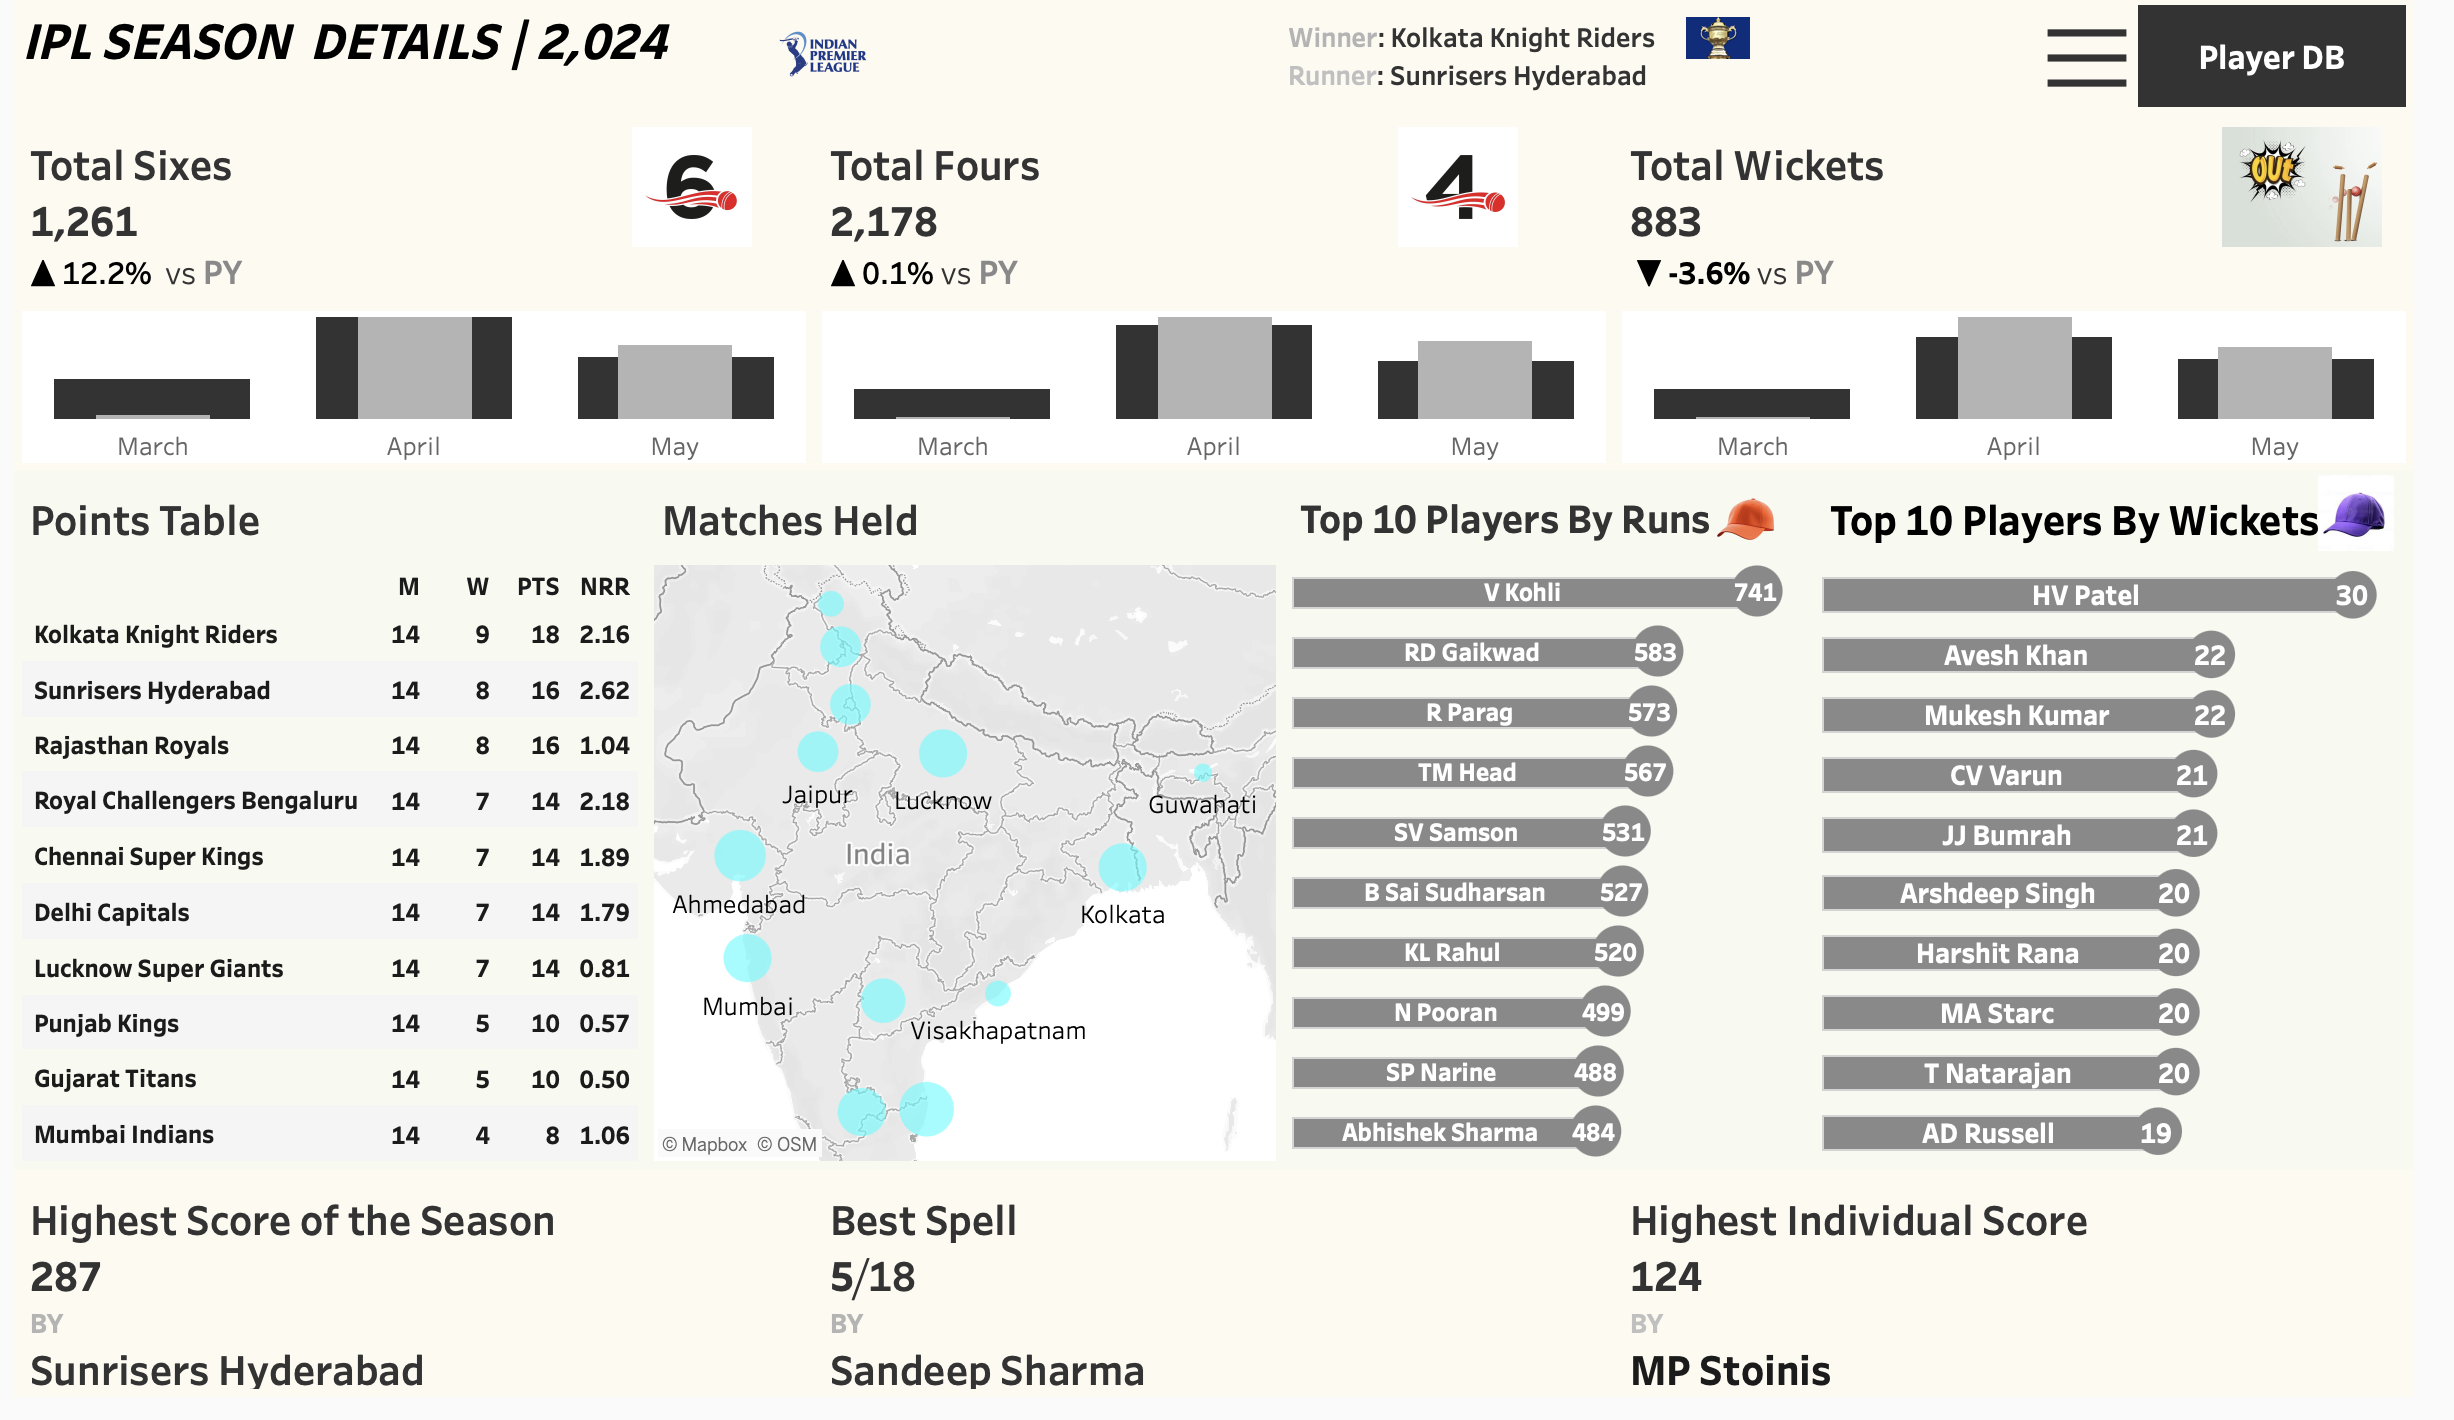 IPL SEASON DETAILS | 2,024
INDIAN
PREMIER
LEAGUE
Winner: Kolkata Knight Riders
Runner: Sunrisers Hyderabad
Player DB
Total Sixes
1,261
▲ 12.2% vs PY
6
March April May
Total Fours
2,178
▲ 0.1% vs PY
4
March April May
Total Wickets
883
▼ -3.6% vs PY
OUt
March April May
Points Table
M W PTS NRR
Kolkata Knight Riders 14 9 18 2.16
Sunrisers Hyderabad 14 8 16 2.62
Rajasthan Royals 14 8 16 1.04
Royal Challengers Bengaluru 14 7 14 2.18
Chennai Super Kings 14 7 14 1.89
Delhi Capitals 14 7 14 1.79
Lucknow Super Giants 14 7 14 0.81
Punjab Kings 14 5 10 0.57
Gujarat Titans 14 5 10 0.50
Mumbai Indians 14 4 8 1.06
Matches Held
Jaipur
Lucknow
Guwahati
India
Ahmedabad
Kolkata
Mumbai
Visakhapatnam
© Mapbox © OSM
Top 10 Players By Runs
V Kohli 741
RD Gaikwad 583
R Parag 573
TM Head 567
SV Samson 531
B Sai Sudharsan 527
KL Rahul 520
N Pooran 499
SP Narine 488
Abhishek Sharma 484
Top 10 Players By Wickets
HV Patel 30
Avesh Khan 22
Mukesh Kumar 22
CV Varun 21
JJ Bumrah 21
Arshdeep Singh 20
Harshit Rana 20
MA Starc 20
T Natarajan 20
AD Russell 19
Highest Score of the Season
287
BY
Sunrisers Hyderabad
Best Spell
5/18
BY
Sandeep Sharma
Highest Individual Score
124
BY
MP Stoinis